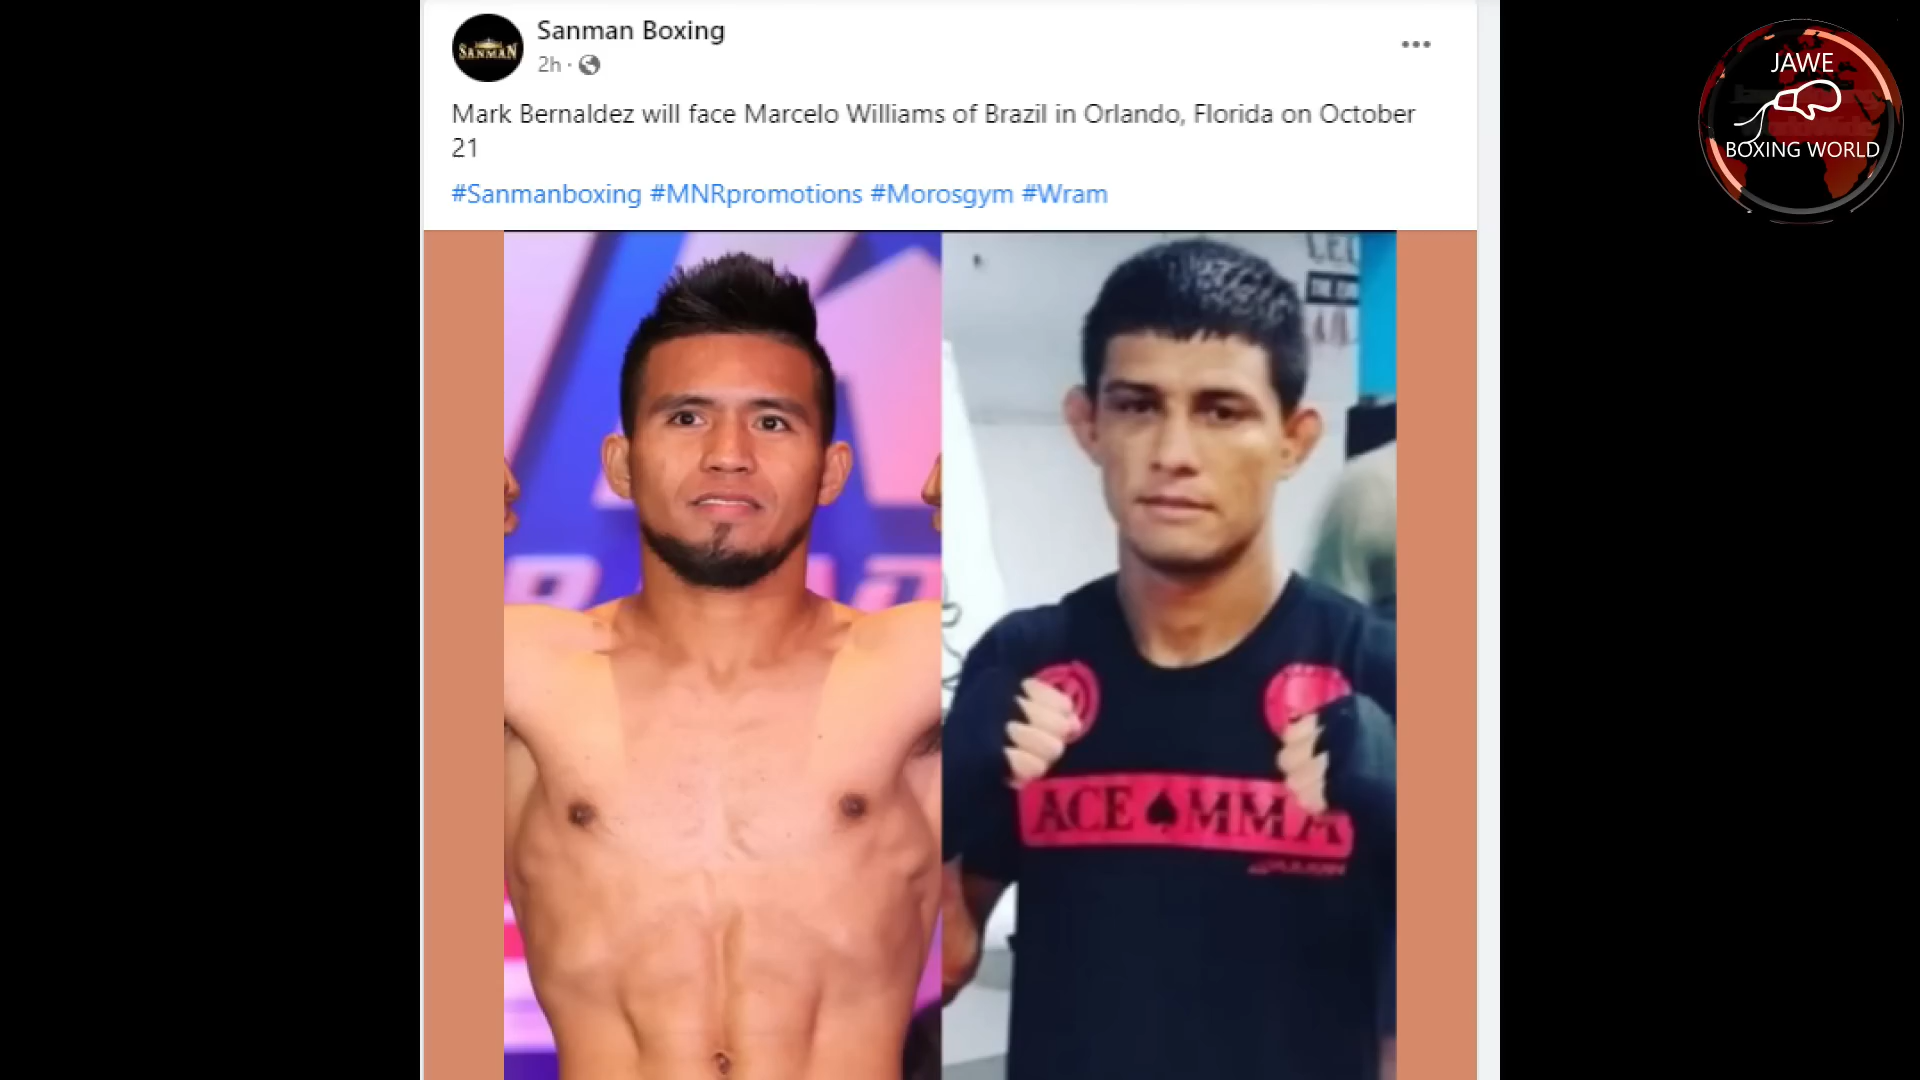 Sanman Boxing
SANMAN
2h ·
Mark Bernaldez will face Marcelo Williams of Brazil in Orlando, Florida on October
21
#Sanmanboxing #MNRpromotions #Morosgym #Wram
JAWE
BOXING WORLD
ACE♠MMA